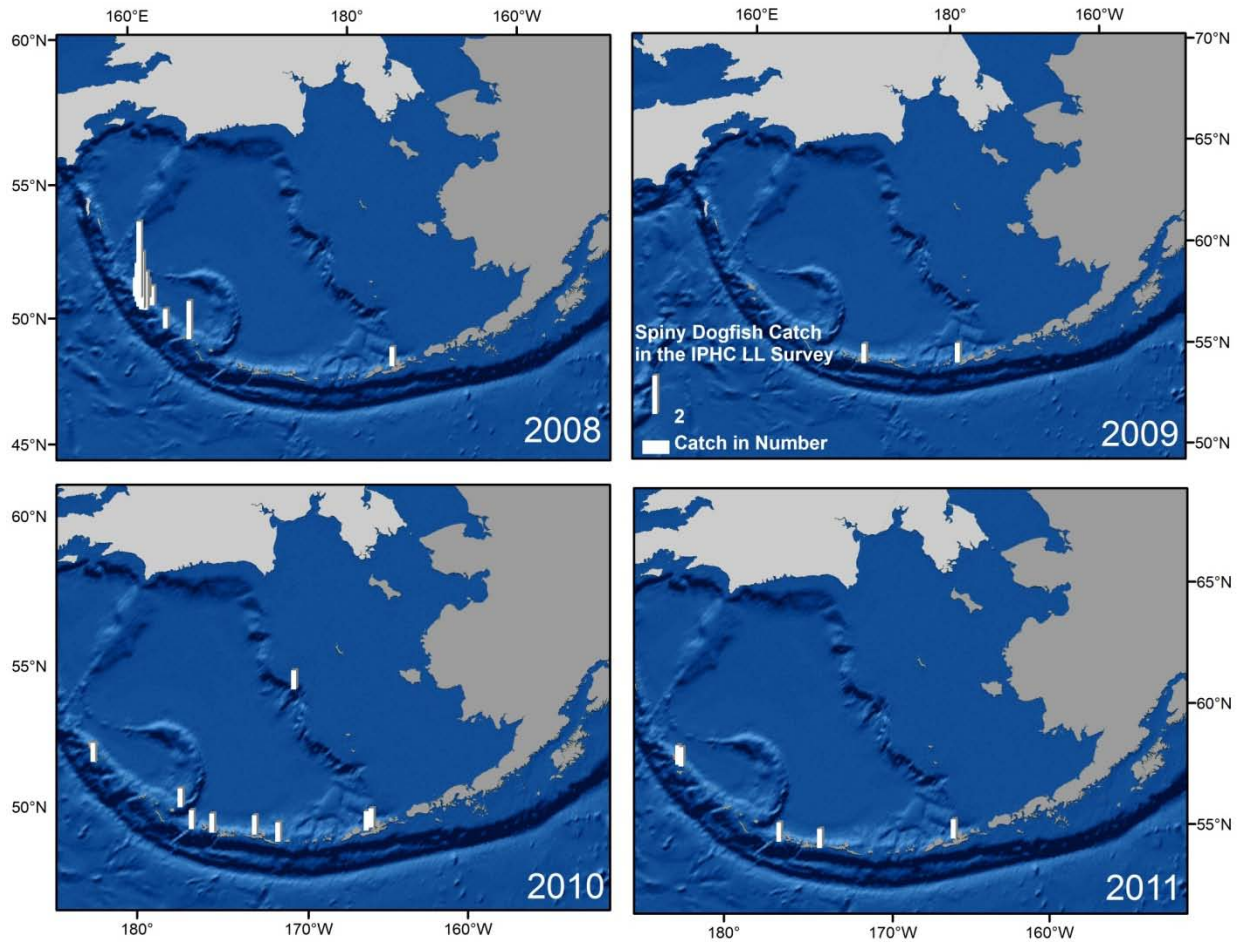 160°E 180° 160°W
160°E 180° 160°W
60°N
55°N
50°N
45°N
2008
70°N
65°N
60°N
55°N
50°N
Spiny Dogfish Catch
in the IPHC LL Survey
2
Catch in Number
2009
60°N
55°N
50°N
2010
65°N
60°N
55°N
2011
180° 170°W 160°W
180° 170°W 160°W